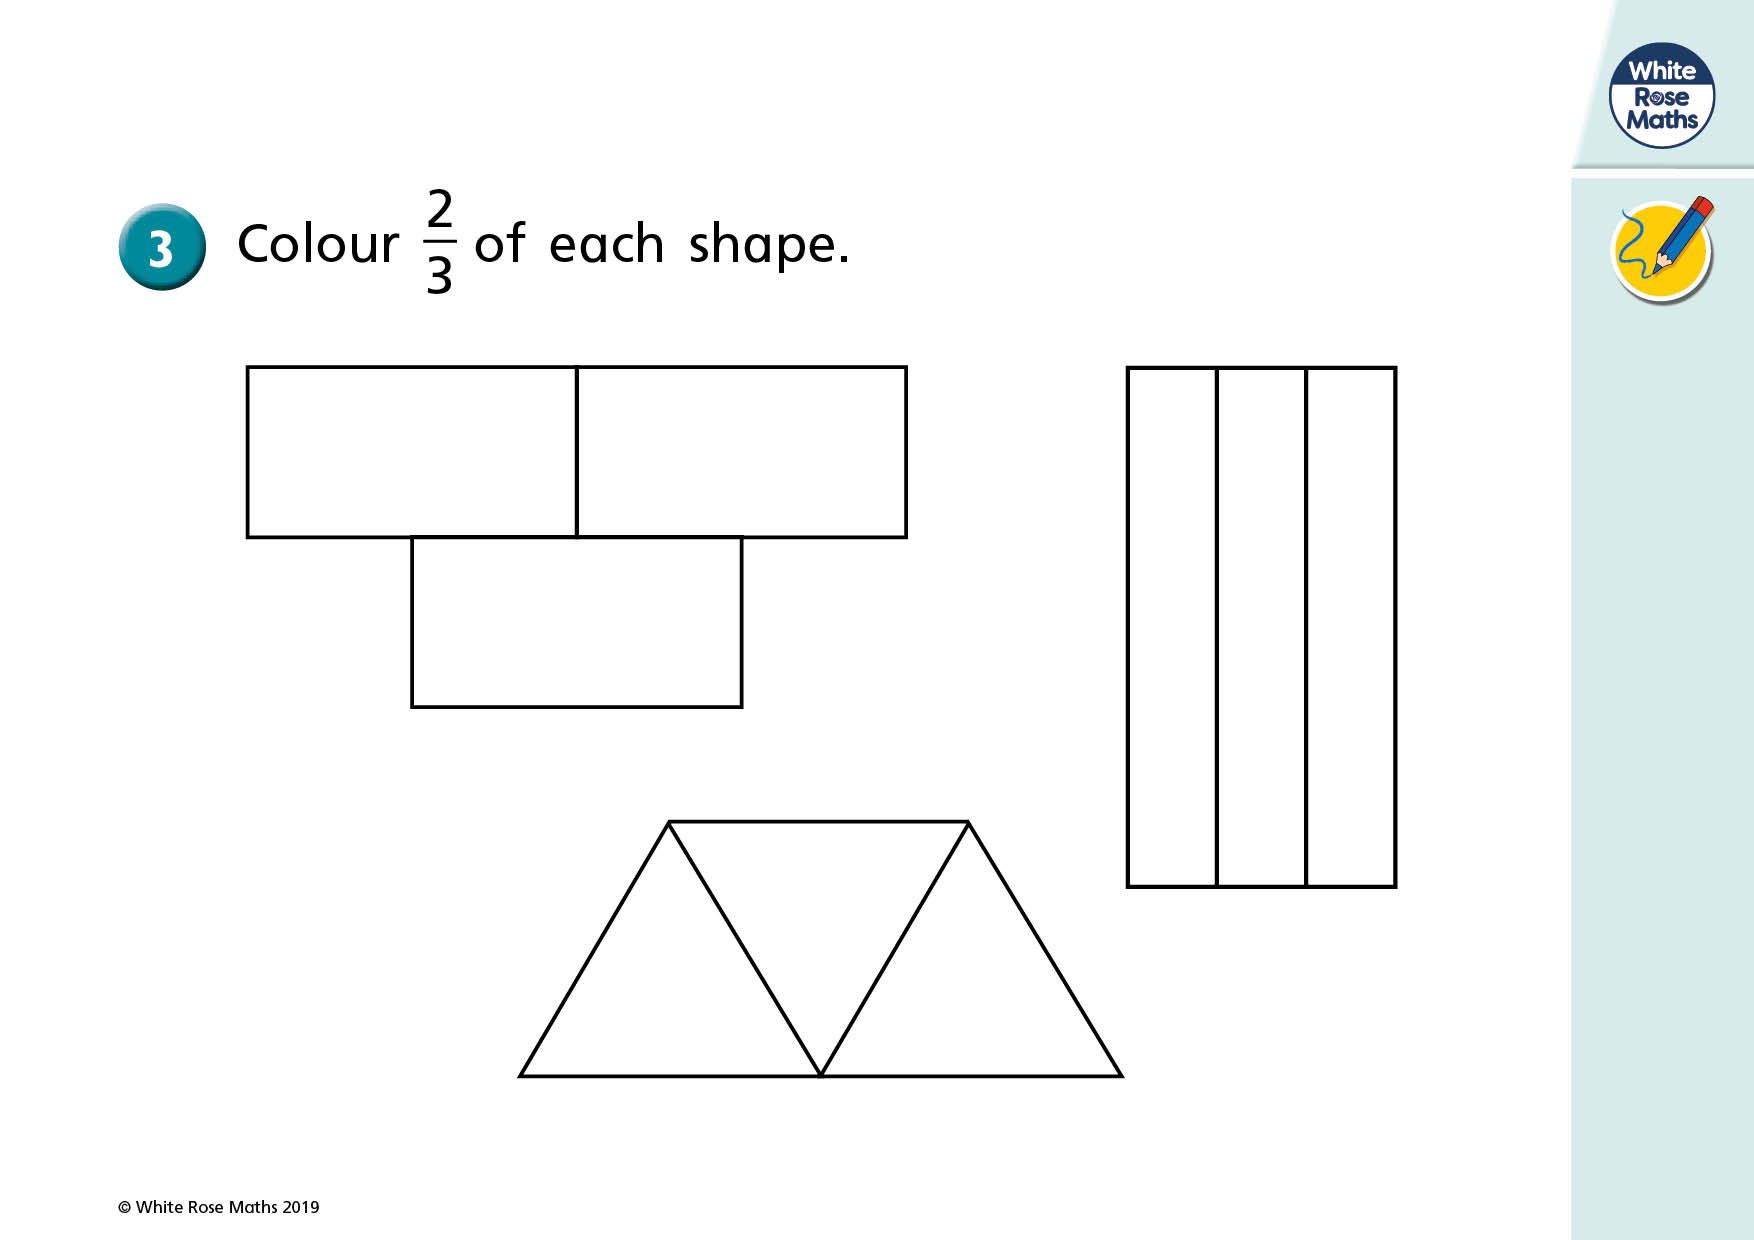 White
Rose
Maths
3 Colour 2/3 of each shape.
© White Rose Maths 2019